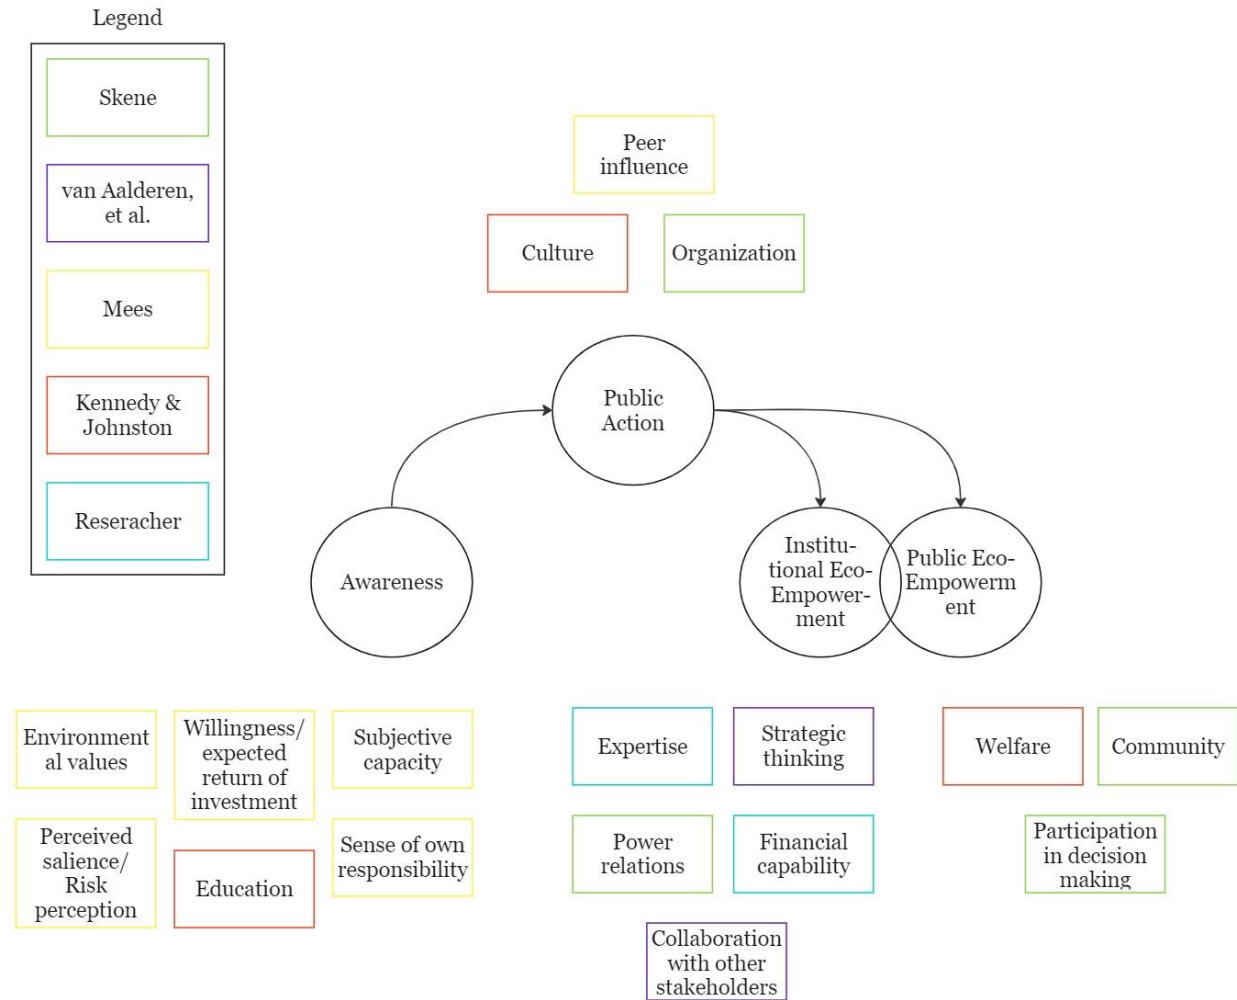 Legend
Skene
van Aalderen,
et al.
Mees
Kennedy &
Johnston
Reseracher
Peer
influence
Culture
Organization
Public
Action
Awareness
Institu-
tional Eco-
Empower-
ment
Public Eco-
Empowerm
ent
Environment
al values
Willingness/
expected
return of
investment
Subjective
capacity
Perceived
salience/
Risk
perception
Education
Sense of own
responsibility
Expertise
Strategic
thinking
Power
relations
Financial
capability
Collaboration
with other
stakeholders
Welfare
Community
Participation
in decision
making